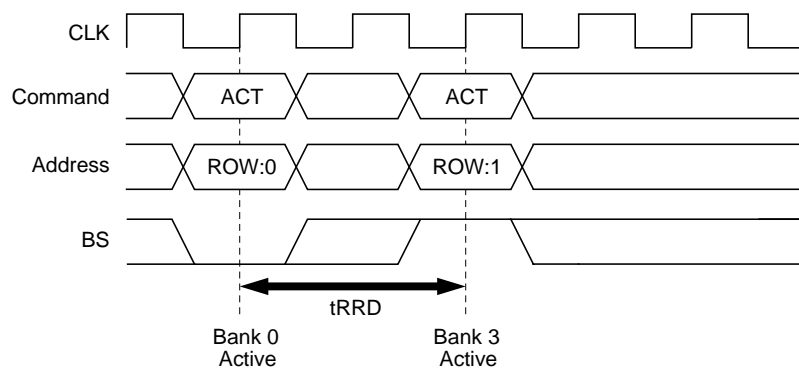 CLK
Command
ACT
ACT
Address
ROW:0
ROW:1
BS
tRRD
Bank 0
Active
Bank 3
Active